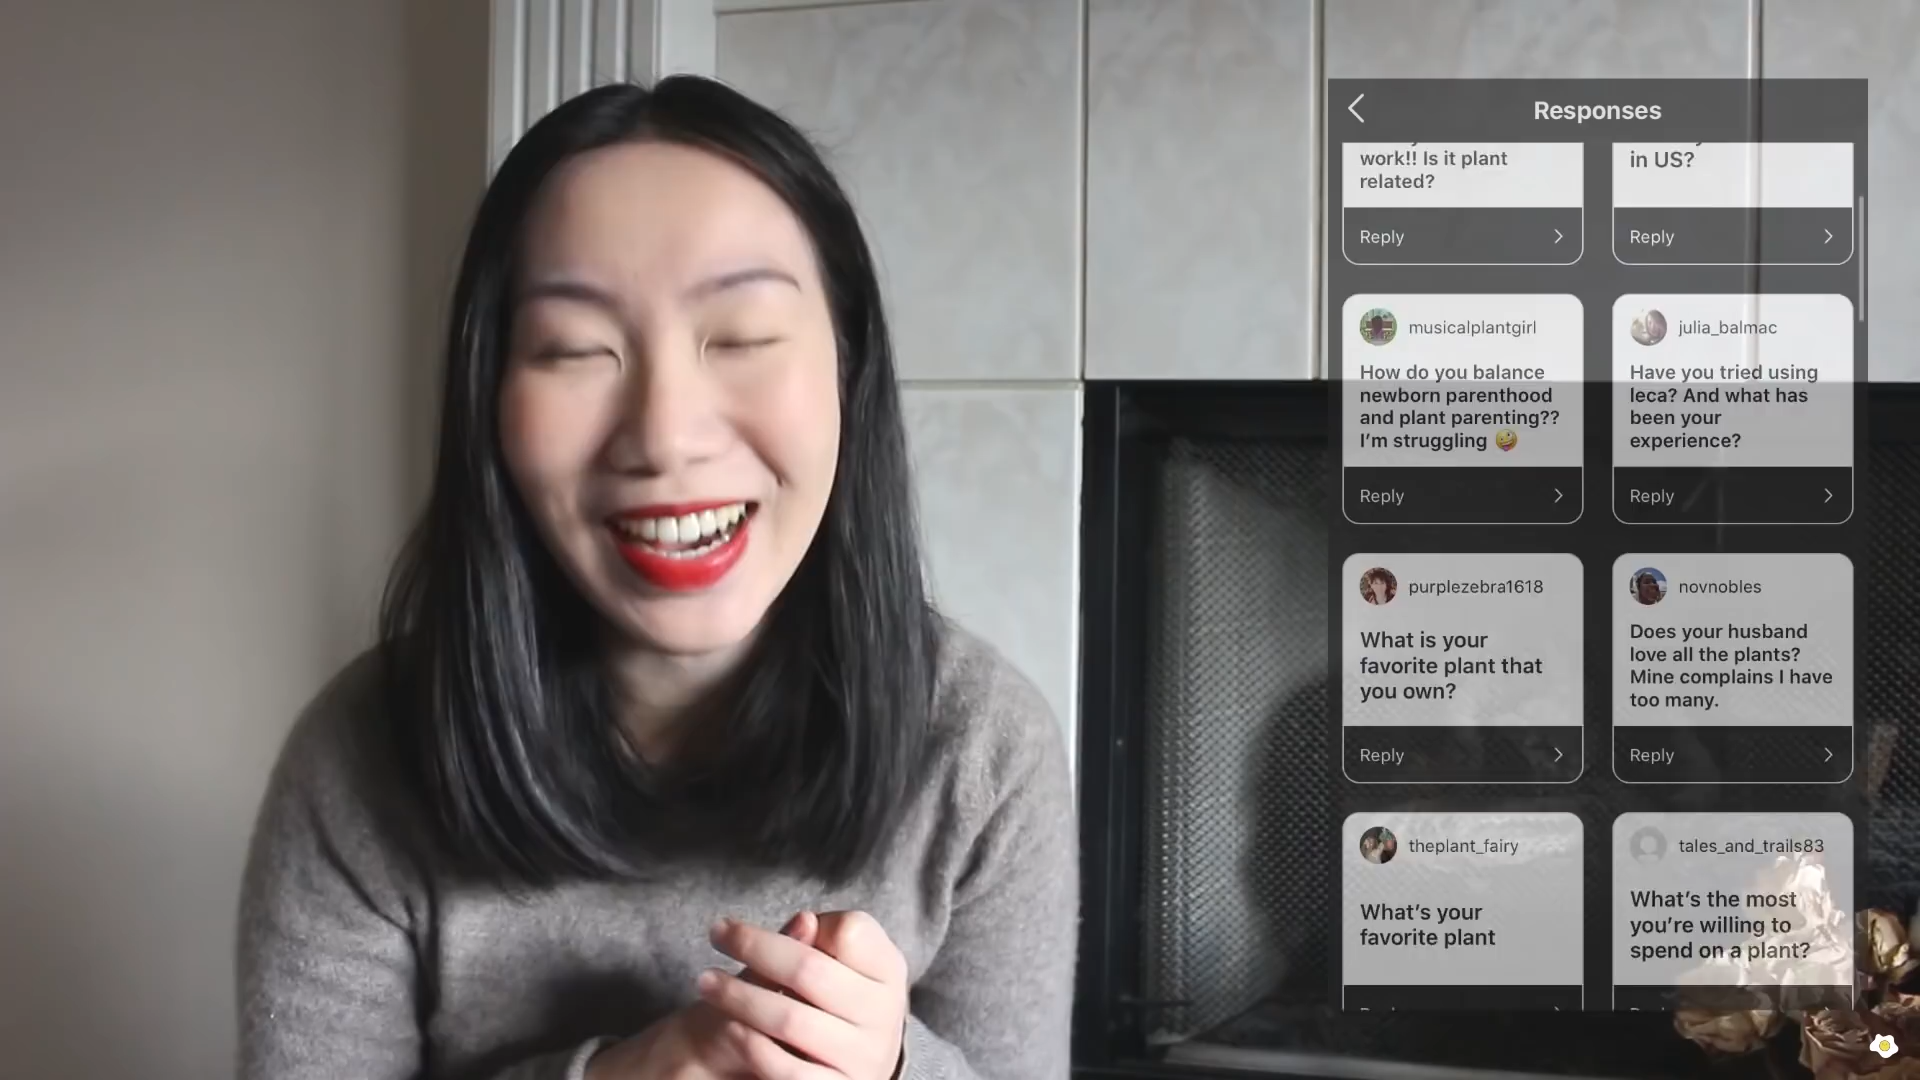 Responses
work!! Is it plant
related?
Reply
in US?
Reply
musicalplantgirl
How do you balance
newborn parenthood
and plant parenting??
I'm struggling 🤪
Reply
julia_balmac
Have you tried using
leca? And what has
been your
experience?
Reply
purplezebra1618
What is your
favorite plant that
you own?
Reply
novnobles
Does your husband
love all the plants?
Mine complains I have
too many.
Reply
theplant_fairy
What's your
favorite plant
tales_and_trails83
What's the most
you're willing to
spend on a plant?